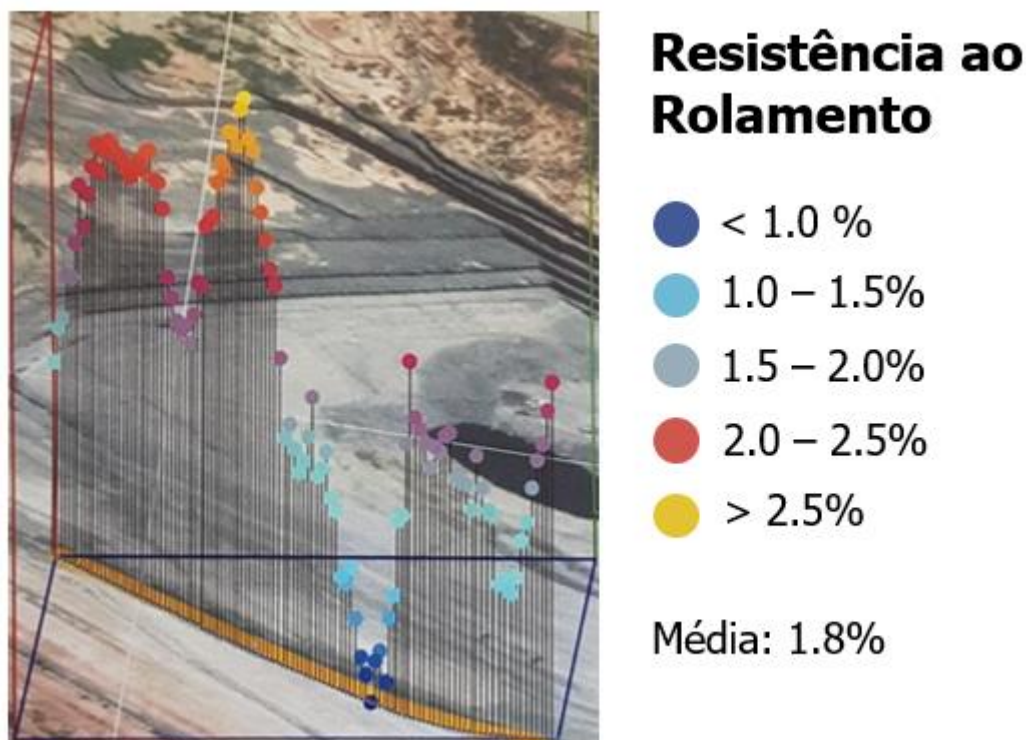 Resistência ao
Rolamento
< 1.0 %
1.0 – 1.5%
1.5 – 2.0%
2.0 – 2.5%
> 2.5%
Média: 1.8%